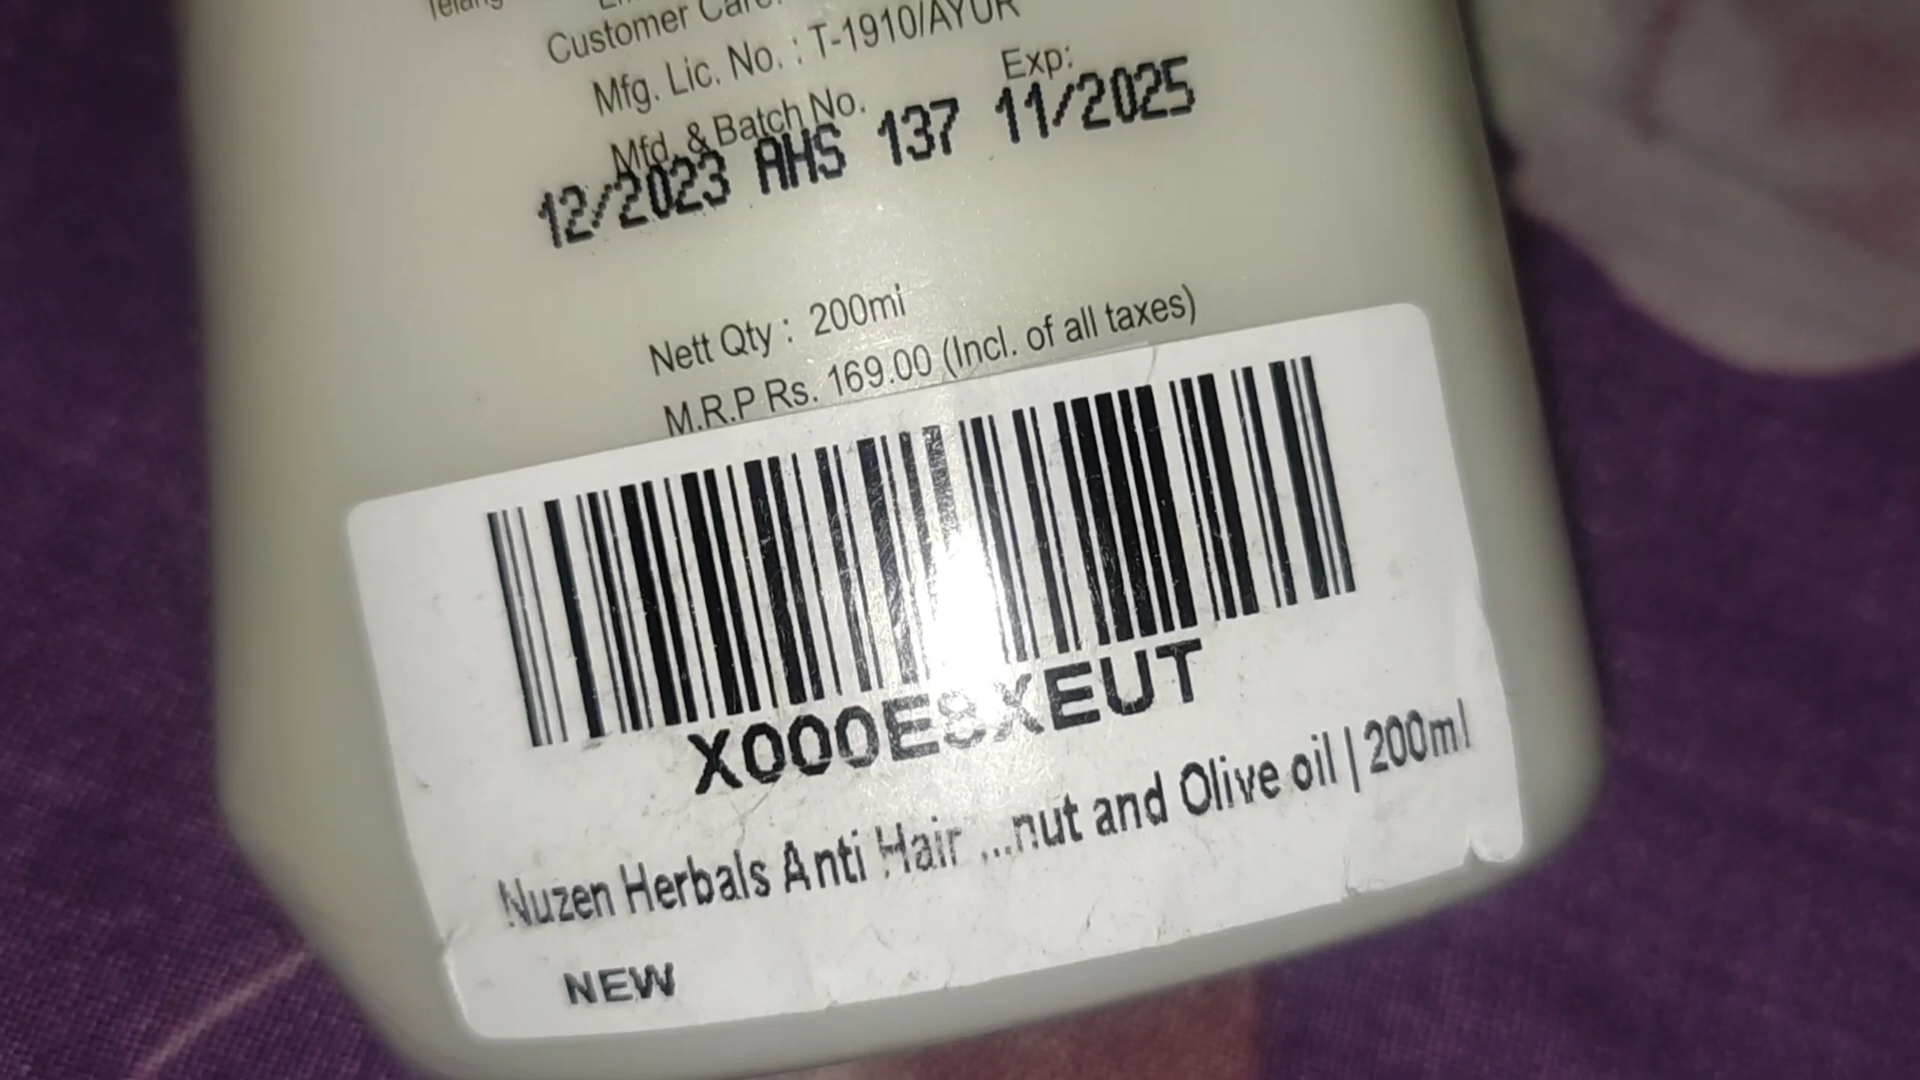 Customer Care:
Mfg. Lic. No. : T-1910/AYUR
Mfd. & Batch No. Exp:
12/2023 AHS 137 11/2025
Nett Qty : 200ml
M.R.P Rs. 169.00 (Incl. of all taxes)
X000E8XEUT
Nuzen Herbals Anti Hair ...nut and Olive oil | 200ml
NEW